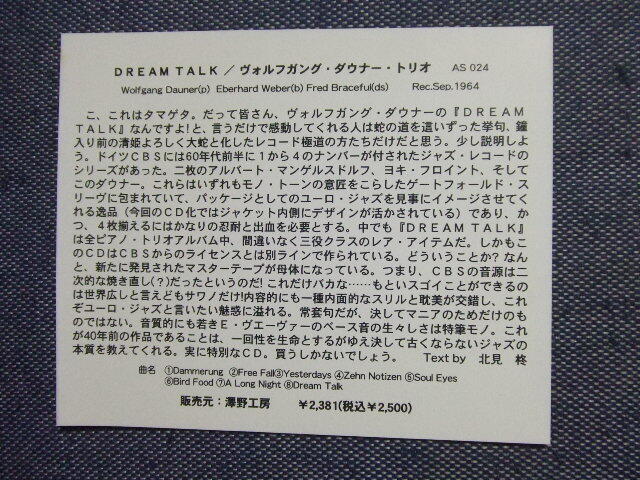 DREAM TALK ／ ヴォルフガング・ダウナー・トリオ　AS 024
Wolfgang Dauner(p) Eberhard Weber(b) Fred Braceful(ds)　Rec.Sep.1964
こ、これはタマゲタ。だって皆さん、ヴォルフガング・ダウナーの『ＤＲＥＡＭ
ＴＡＬＫ』なんですよ!と、言うだけで感動してくれる人は蛇の道を這いずった挙句、鐘
入り前の清姫よろしく大蛇と化したレコード極道の方たちだけだと思う。少し説明しよ
う。ドイツＣＢＳには60年代前半に１から４のナンバーが付されたジャズ・レコードの
シリーズがあった。二枚のアルバート・マンゲルスドルフ、ヨキ・フロイント、そして
このダウナー。これらはいずれもモノ・トーンの意匠をこらしたゲートフォールド・ス
リーヴに包まれていて、パッケージとしてのユーロ・ジャズを見事にイメージさせてく
れる逸品（今回のＣＤ化ではジャケット内側にデザインが活かされている）であり、か
つ、４枚揃えるにはかなりの忍耐と出血を必要とする。中でも『ＤＲＥＡＭ ＴＡＬＫ』
は全ピアノ・トリオアルバム中、間違いなく三役クラスのレア・アイテムだ。しかもこ
のＣＤはＣＢＳからのライセンスとは別ラインで作られている。どういうことか？なん
と、新たに発見されたマスターテープが母体になっている。つまり、ＣＢＳの音源は二
次的な焼き直し(？)だったというのだ! これだけバカな……もといスゴイことができるの
は世界広しと言えどもサワノだけ!内容的にも一種内面的なスリルと耽美が交錯し、これ
ぞユーロ・ジャズと言いたい魅力に溢れる。常套句だが、決してマニアのためだけのも
のではない。音質的にも若きＥ・ヴェーヴァーのベース音の生々しさは特筆モノ。これ
が40年前の作品であることは、一回性を生命とするがゆえ決して古くならないジャズの
本質を教えてくれる。実に特別なＣＤ。買うしかないでしょう。　Text by　北見　柊
曲名　①Dammerung ②Free Fall③Yesterdays ④Zehn Notizen ⑤Soul Eyes
⑥Bird Food ⑦A Long Night ⑧Dream Talk
販売元：澤野工房　￥2,381(税込￥2,500)